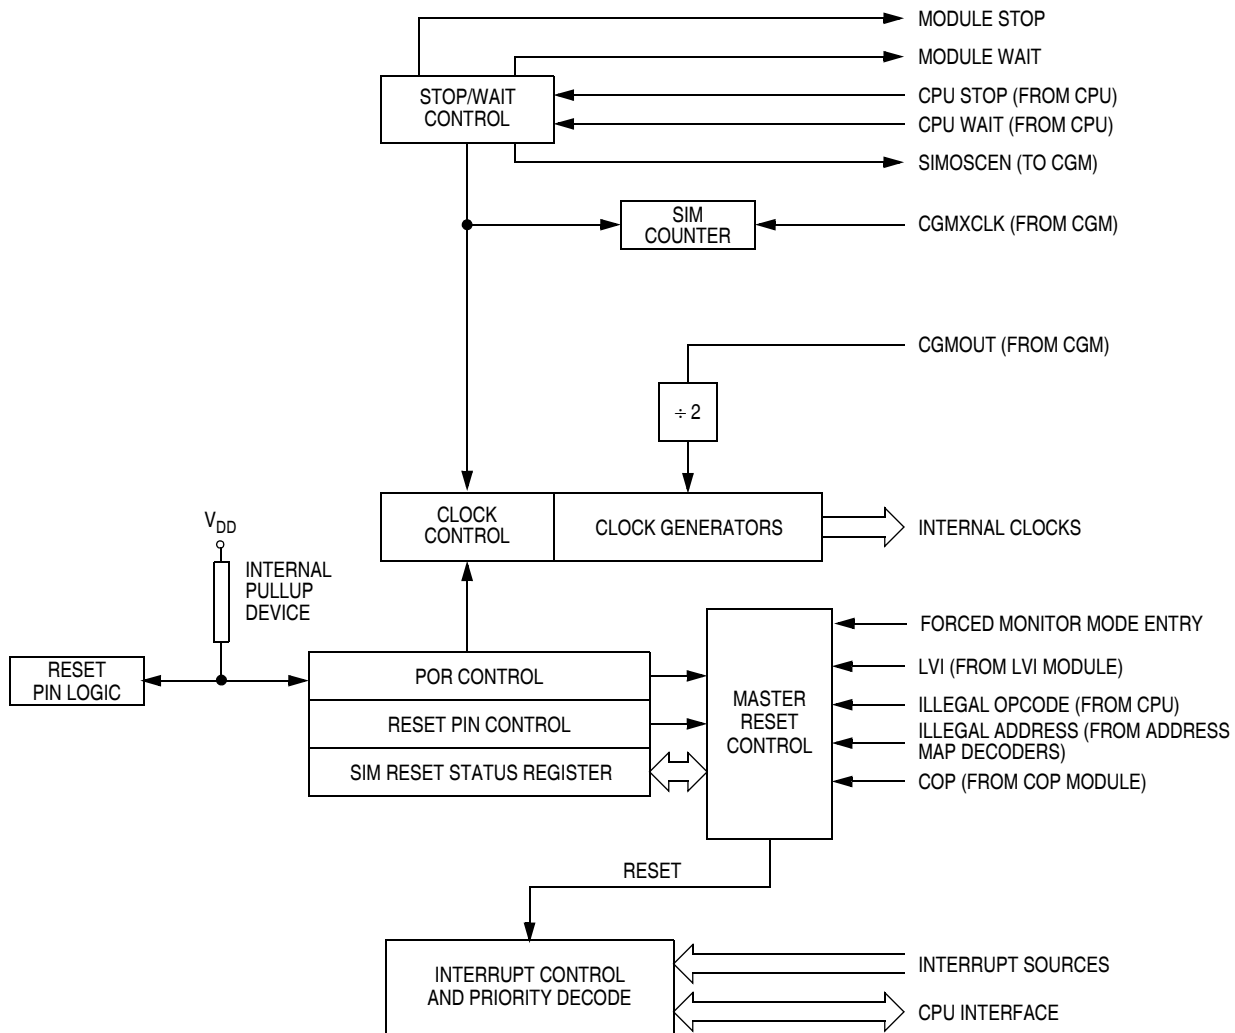 MODULE STOP
MODULE WAIT
STOP/WAIT
CONTROL
CPU STOP (FROM CPU)
CPU WAIT (FROM CPU)
SIMOSCEN (TO CGM)
SIM
COUNTER
CGMXCLK (FROM CGM)
CGMOUT (FROM CGM)
÷ 2
CLOCK
CONTROL
CLOCK GENERATORS
INTERNAL CLOCKS
VDD
INTERNAL
PULLUP
DEVICE
FORCED MONITOR MODE ENTRY
RESET
PIN LOGIC
POR CONTROL
LVI (FROM LVI MODULE)
MASTER
RESET
CONTROL
ILLEGAL OPCODE (FROM CPU)
RESET PIN CONTROL
ILLEGAL ADDRESS (FROM ADDRESS
MAP DECODERS)
SIM RESET STATUS REGISTER
COP (FROM COP MODULE)
RESET
INTERRUPT CONTROL
AND PRIORITY DECODE
INTERRUPT SOURCES
CPU INTERFACE